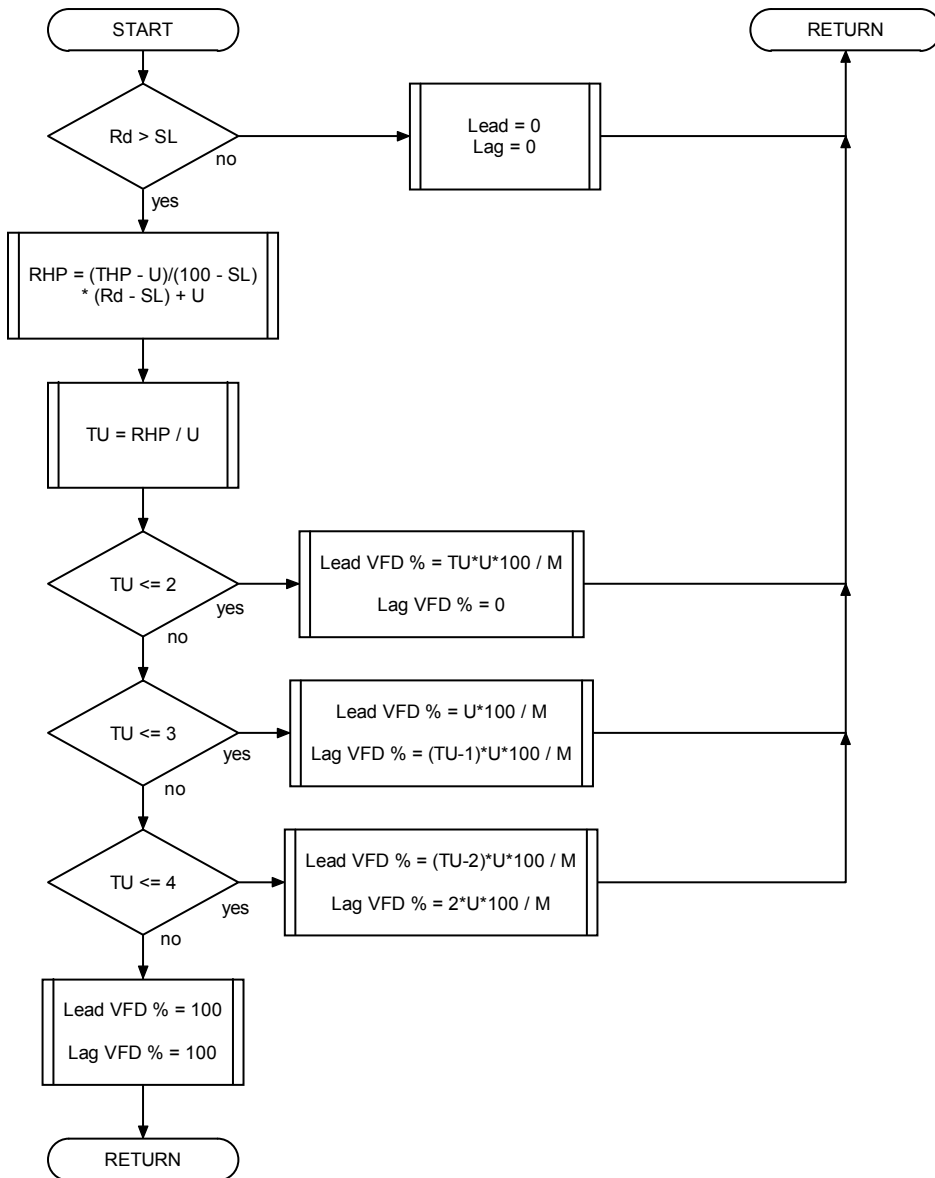 START
RETURN
Rd > SL
no
Lead = 0
Lag = 0
yes
RHP = (THP - U)/(100 - SL)
* (Rd - SL) + U
TU = RHP / U
TU <= 2
yes
Lead VFD % = TU*U*100 / M
Lag VFD % = 0
no
TU <= 3
yes
Lead VFD % = U*100 / M
Lag VFD % = (TU-1)*U*100 / M
no
TU <= 4
yes
Lead VFD % = (TU-2)*U*100 / M
Lag VFD % = 2*U*100 / M
no
Lead VFD % = 100
Lag VFD % = 100
RETURN